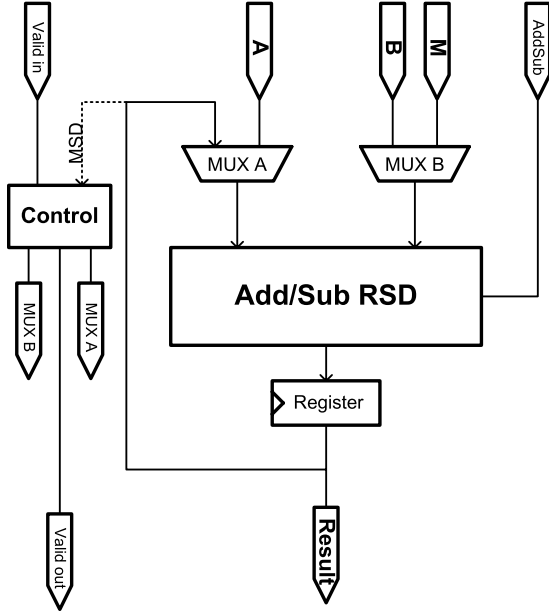 Valid in
A
B
M
AddSub
MSD
MUX A
MUX B
Control
Add/Sub RSD
MUX B
MUX A
Register
Valid out
Result